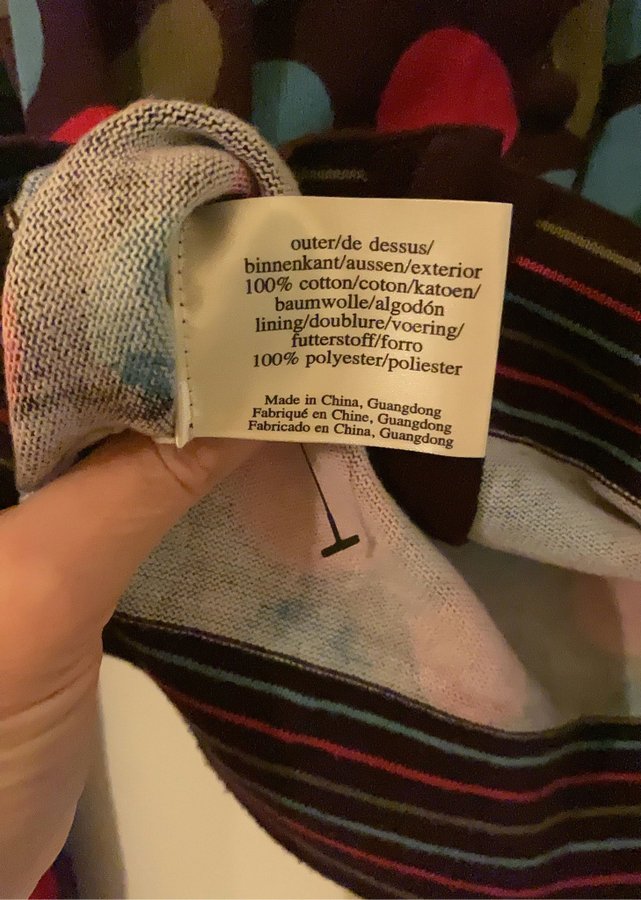 outer/de dessus/
binnenkant/aussen/exterior
100% cotton/coton/katoen/
baumwolle/algodón
lining/doublure/voering/
futterstoff/forro
100% polyester/poliester
Made in China, Guangdong
Fabriqué en Chine, Guangdong
Fabricado en China, Guangdong